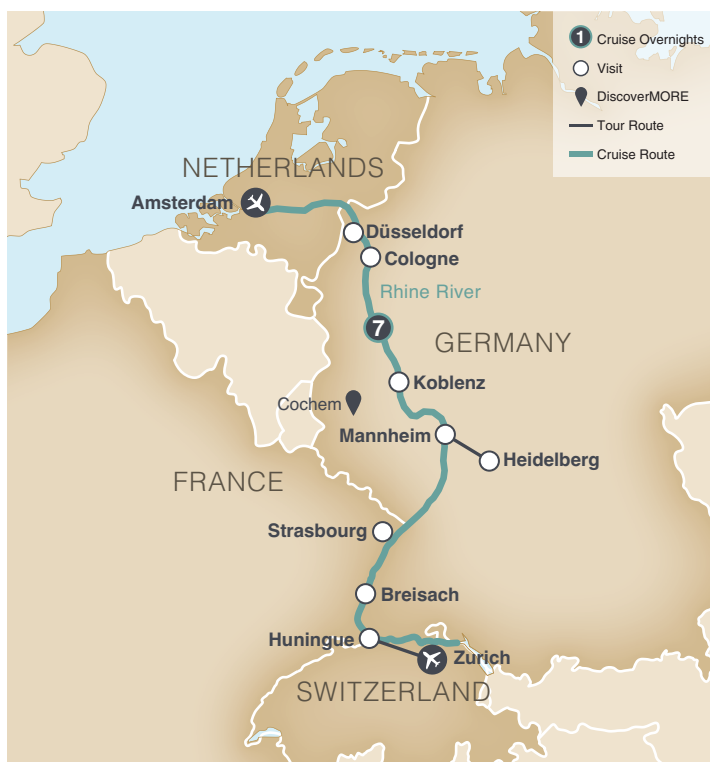 1 Cruise Overnights
Visit
DiscoverMORE
Tour Route
Cruise Route
NETHERLANDS
Amsterdam
Düsseldorf
Cologne
Rhine River
7
GERMANY
Koblenz
Cochem
Mannheim
Heidelberg
FRANCE
Strasbourg
Breisach
Huningue
Zurich
SWITZERLAND